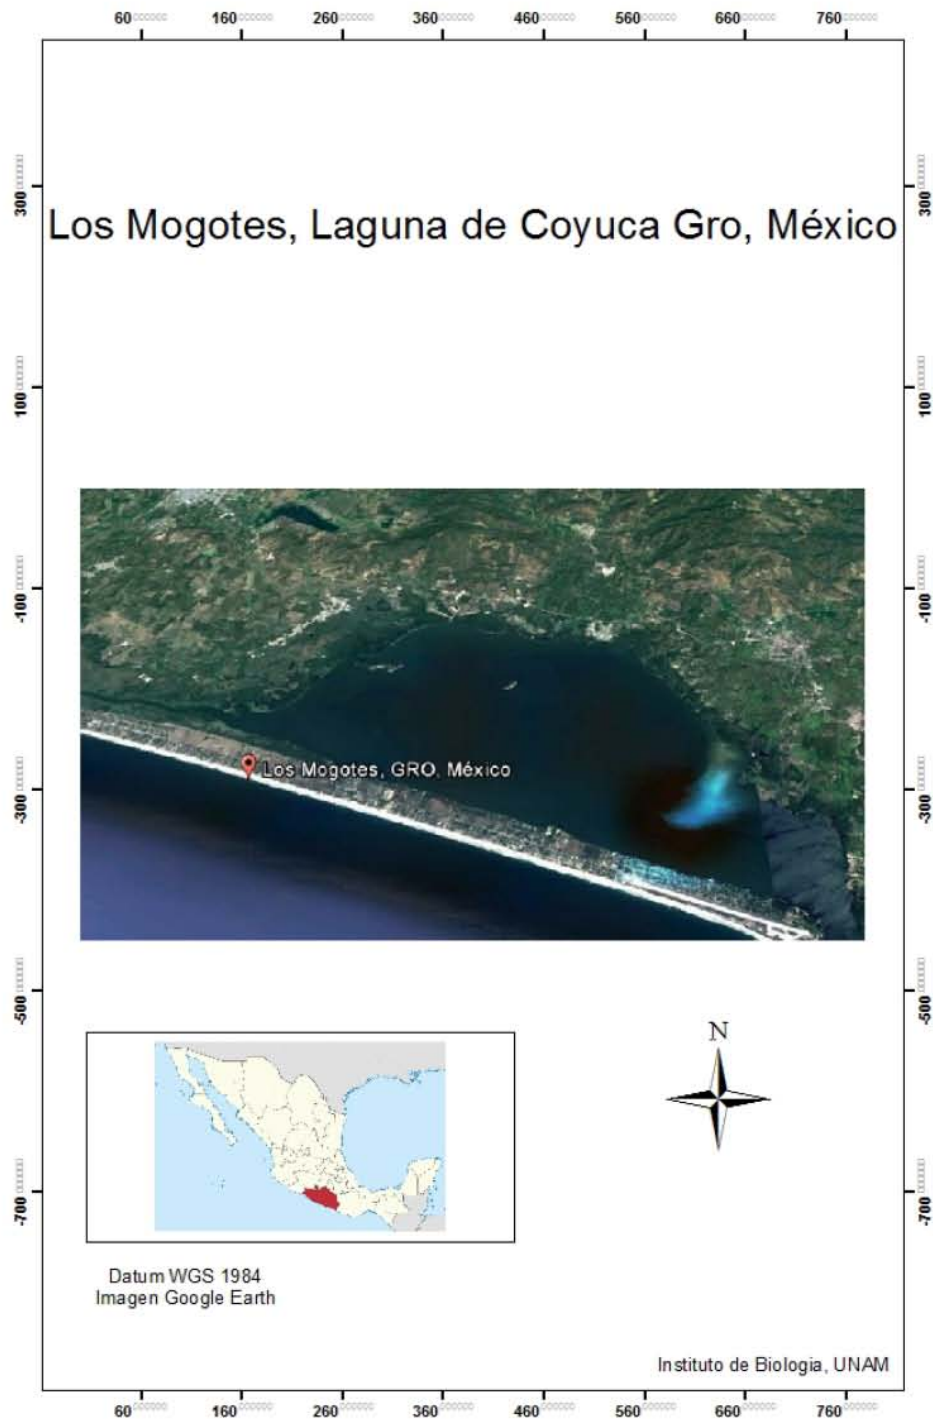 60 160 260 360 460 560 660 760
300 300
Los Mogotes, Laguna de Coyuca Gro, México
100 100
-100 -100
Los Mogotes, GRO, México
-300 -300
-500 -500
N
-700 -700
Datum WGS 1984
Imagen Google Earth
Instituto de Biologia, UNAM
60 160 260 360 460 560 660 760